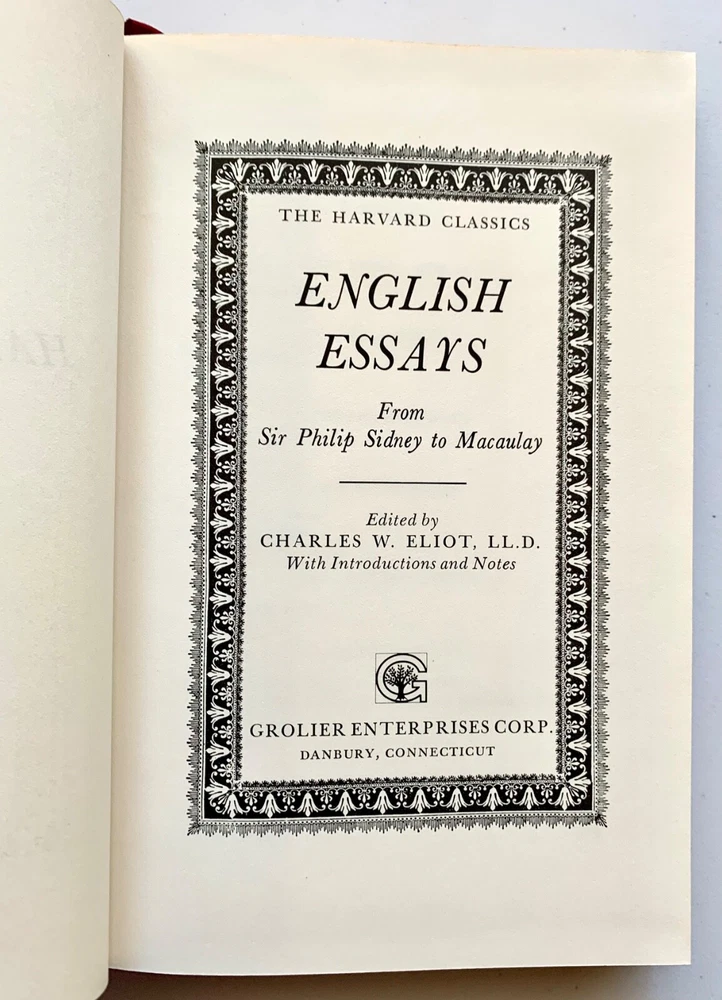 THE HARVARD CLASSICS
ENGLISH
ESSAYS
From
Sir Philip Sidney to Macaulay
Edited by
CHARLES W. ELIOT, LL.D.
With Introductions and Notes
G
GROLIER ENTERPRISES CORP.
DANBURY, CONNECTICUT